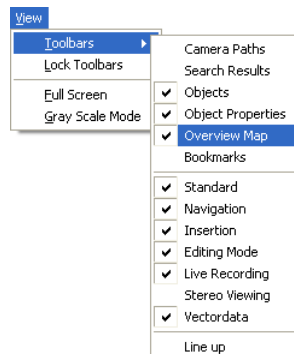 View
Toolbars
Lock Toolbars
Full Screen
Gray Scale Mode
Camera Paths
Search Results
Objects
Object Properties
Overview Map
Bookmarks
Standard
Navigation
Insertion
Editing Mode
Live Recording
Stereo Viewing
Vectordata
Line up